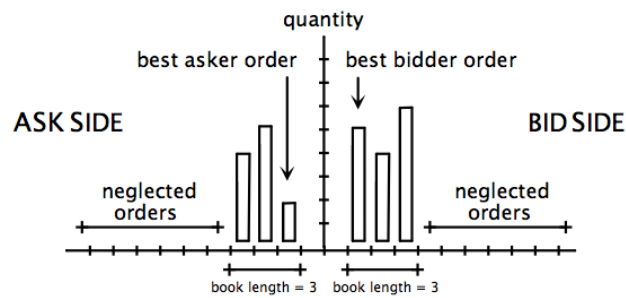 quantity
best asker order
best bidder order
ASK SIDE
BID SIDE
neglected
orders
neglected
orders
book length = 3
book length = 3